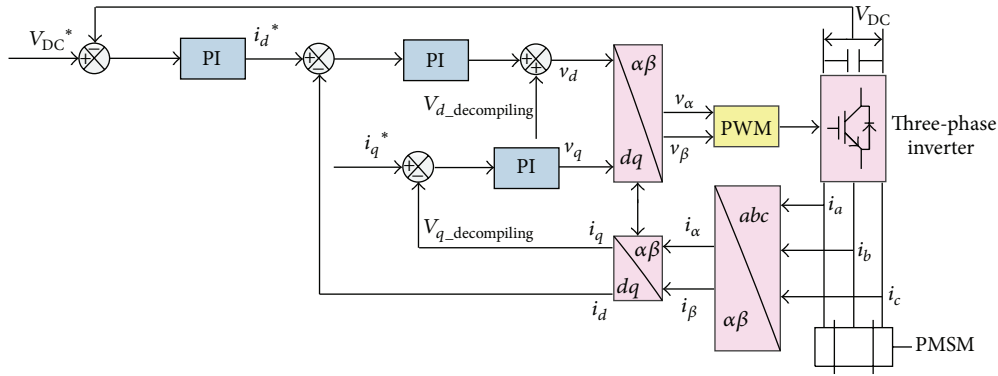 V_DC
V_DC*
PI
i_d*
PI
v_d
αβ
dq
V_d_decompiling
v_α
v_β
PWM
Three-phase
inverter
i_q*
PI
v_q
V_q_decompiling
i_q
i_d
αβ
dq
i_α
i_β
abc
αβ
i_a
i_b
i_c
PMSM